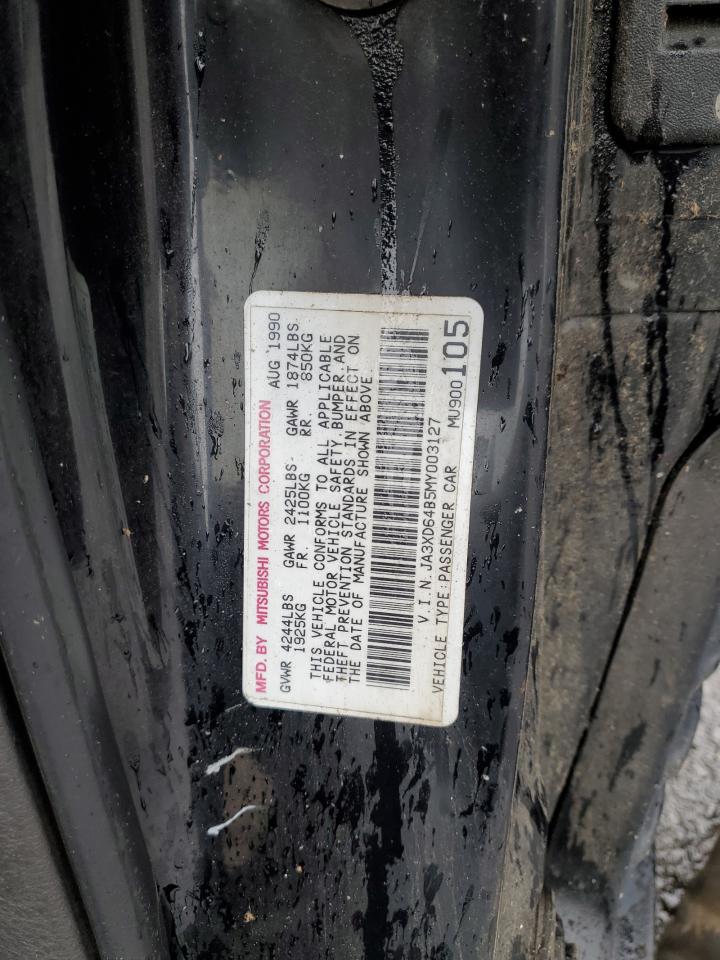 MFD. BY MITSUBISHI MOTORS CORPORATION AUG 1990
GVWR 4244LBS GAWR 2425LBS GAWR 1874LBS
1925KG FR. 1100KG RR. 850KG
THIS VEHICLE CONFORMS TO ALL APPLICABLE
FEDERAL MOTOR VEHICLE SAFETY, BUMPER, AND
THEFT PREVENTION STANDARDS IN EFFECT ON
THE DATE OF MANUFACTURE SHOWN ABOVE
V.I.N. JA3XD64B5MY003127
VEHICLE TYPE:PASSENGER CAR MU900105